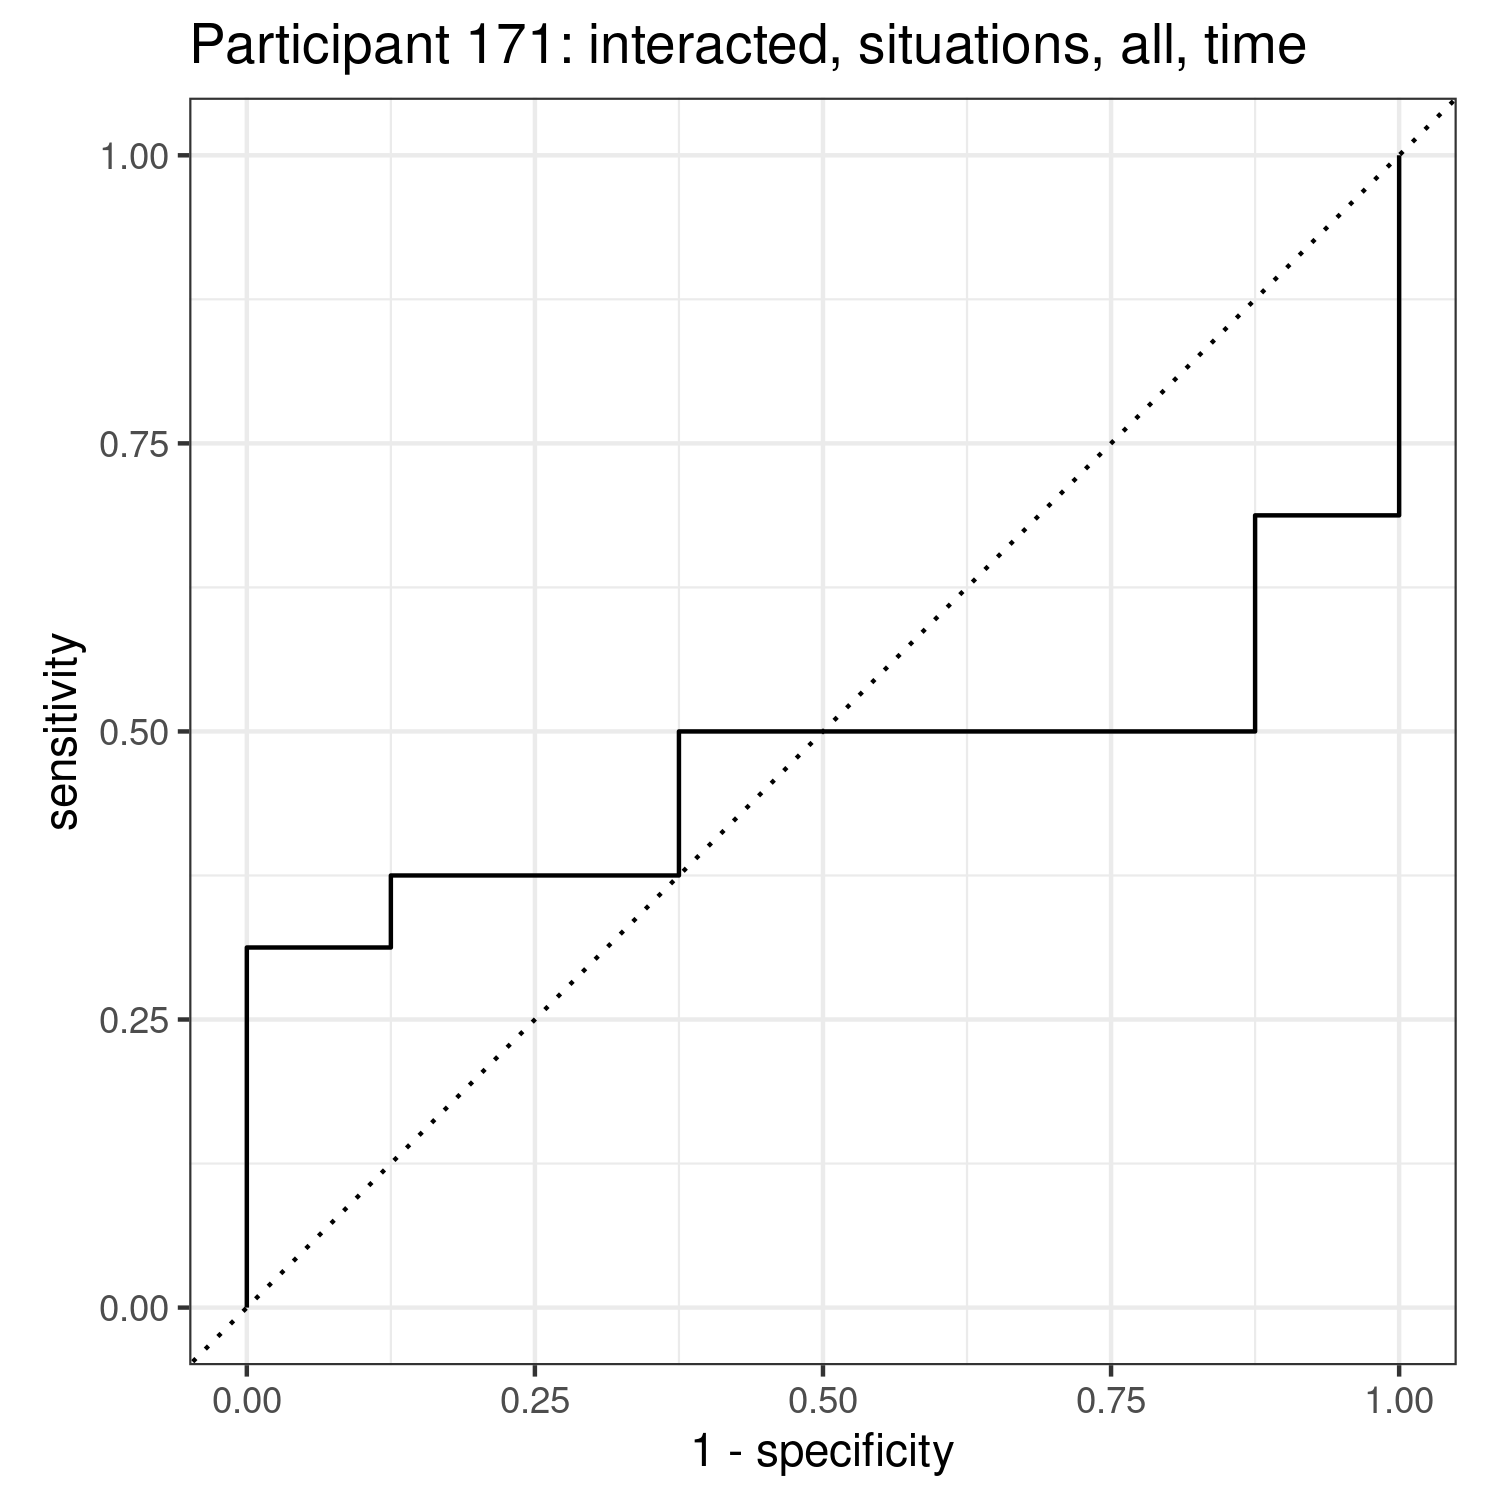 Participant 171: interacted, situations, all, time
1.00
0.75
0.50
0.25
0.00
sensitivity
0.00 0.25 0.50 0.75 1.00
1 - specificity